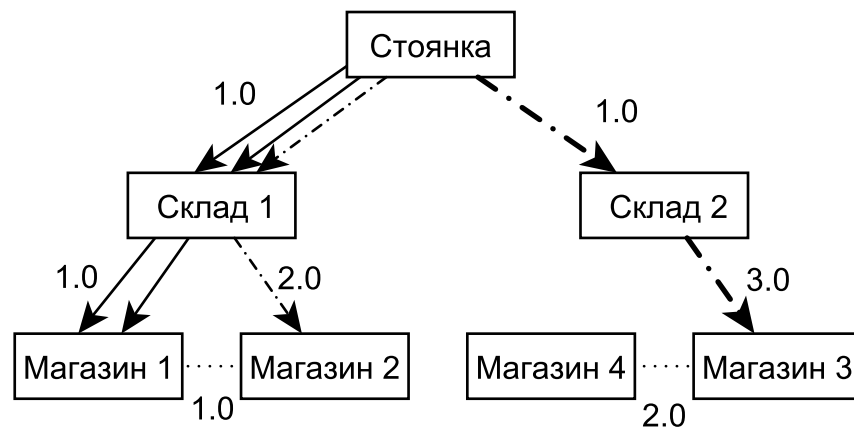 Стоянка
1.0
1.0
Склад 1
Склад 2
1.0
2.0
3.0
Магазин 1
Магазин 2
Магазин 4
Магазин 3
1.0
2.0